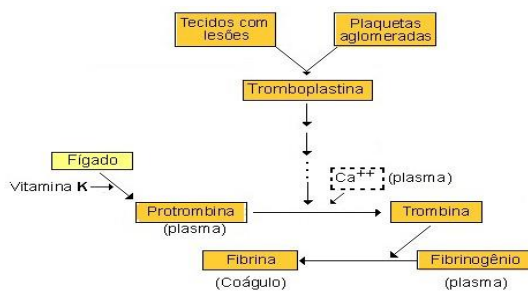 Tecidos com
lesões
Plaquetas
aglomeradas
Tromboplastina
Fígado
Vitamina K
Ca++ (plasma)
Protrombina
(plasma)
Trombina
Fibrina
(Coágulo)
Fibrinogênio
(plasma)